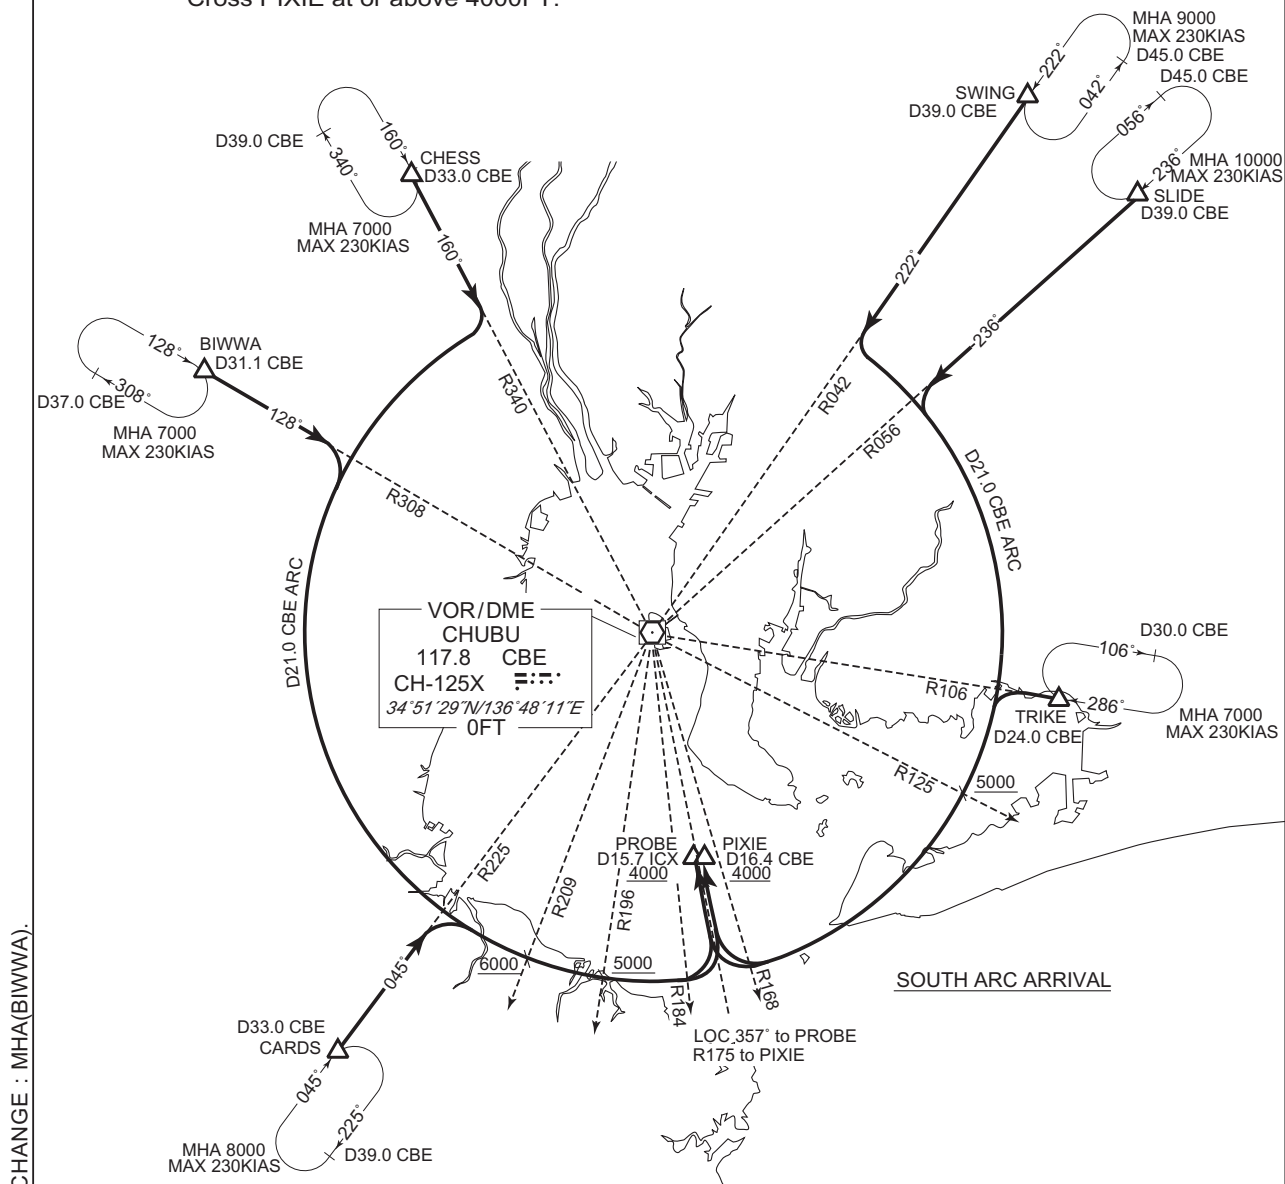 Cross PIXIE at or above 4000FT.
MHA 9000
MAX 230KIAS
D45.0 CBE
222°
042°
SWING
D39.0 CBE
D45.0 CBE
056°
236°
MHA 10000
MAX 230KIAS
SLIDE
D39.0 CBE
D39.0 CBE
160°
340°
CHESS
D33.0 CBE
MHA 7000
MAX 230KIAS
160°
222°
236°
BIWWA
D31.1 CBE
128°
308°
D37.0 CBE
MHA 7000
MAX 230KIAS
128°
R340
R042
R056
R308
D21.0 CBE ARC
D21.0 CBE ARC
VOR/DME
CHUBU
117.8 CBE
CH-125X
34°51′29″N/136°48′11″E
0FT
D30.0 CBE
106°
286°
R106
TRIKE
D24.0 CBE
MHA 7000
MAX 230KIAS
R125
5000
PROBE
D15.7 ICX
4000
PIXIE
D16.4 CBE
4000
R225
R209
R196
6000
5000
R184
R168
SOUTH ARC ARRIVAL
045°
LOC 357° to PROBE
R175 to PIXIE
D33.0 CBE
CARDS
045°
225°
MHA 8000
MAX 230KIAS
D39.0 CBE
CHANGE : MHA(BIWWA).